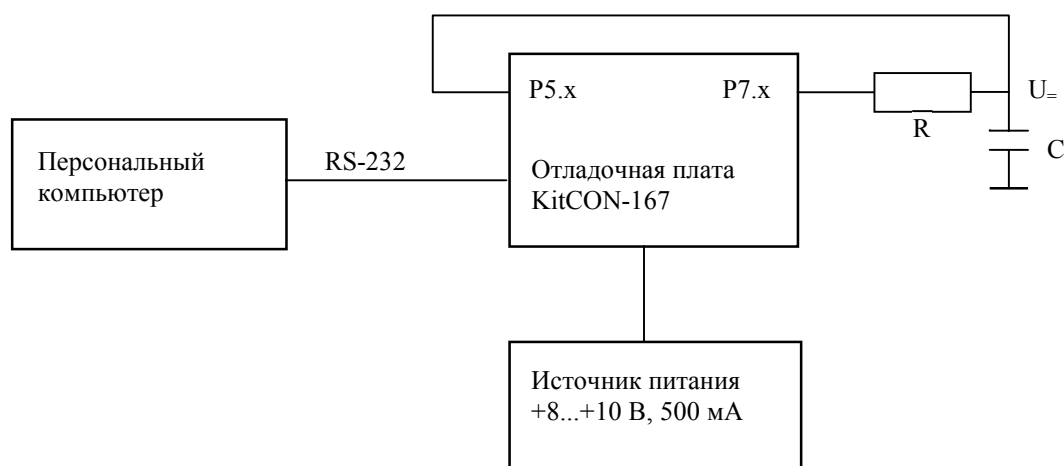 P5.x
P7.x
U=
R
C
Персональный
компьютер
RS-232
Отладочная плата
KitCON-167
Источник питания
+8...+10 В, 500 мА